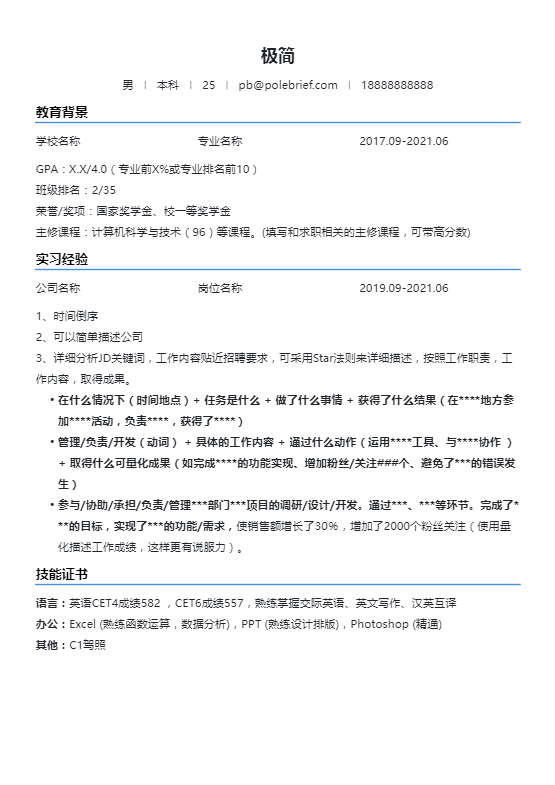 极简
男 | 本科 | 25 | pb@polebrief.com | 18888888888
教育背景
学校名称 专业名称 2017.09-2021.06
GPA：X.X/4.0（专业前X%或专业排名前10）
班级排名：2/35
荣誉/奖项：国家奖学金、校一等奖学金
主修课程：计算机科学与技术（96）等课程。(填写和求职相关的主修课程，可带高分数)
实习经验
公司名称 岗位名称 2019.09-2021.06
1、时间倒序
2、可以简单描述公司
3、详细分析JD关键词，工作内容贴近招聘要求，可采用Star法则来详细描述，按照工作职责，工
作内容，取得成果。
• 在什么情况下（时间地点）+ 任务是什么 + 做了什么事情 + 获得了什么结果（在****地方参
加****活动，负责****，获得了****）
• 管理/负责/开发（动词） + 具体的工作内容 + 通过什么动作（运用****工具、与****协作 ）
+ 取得什么可量化成果（如完成****的功能实现、增加粉丝/关注###个、避免了***的错误发
生）
• 参与/协助/承担/负责/管理***部门***项目的调研/设计/开发。通过***、***等环节。完成了*
**的目标，实现了***的功能/需求，使销售额增长了30%，增加了2000个粉丝关注（使用量
化描述工作成绩，这样更有说服力）。
技能证书
语言：英语CET4成绩582 ，CET6成绩557，熟练掌握交际英语、英文写作、汉英互译
办公：Excel (熟练函数运算，数据分析)，PPT (熟练设计排版)，Photoshop (精通)
其他：C1驾照